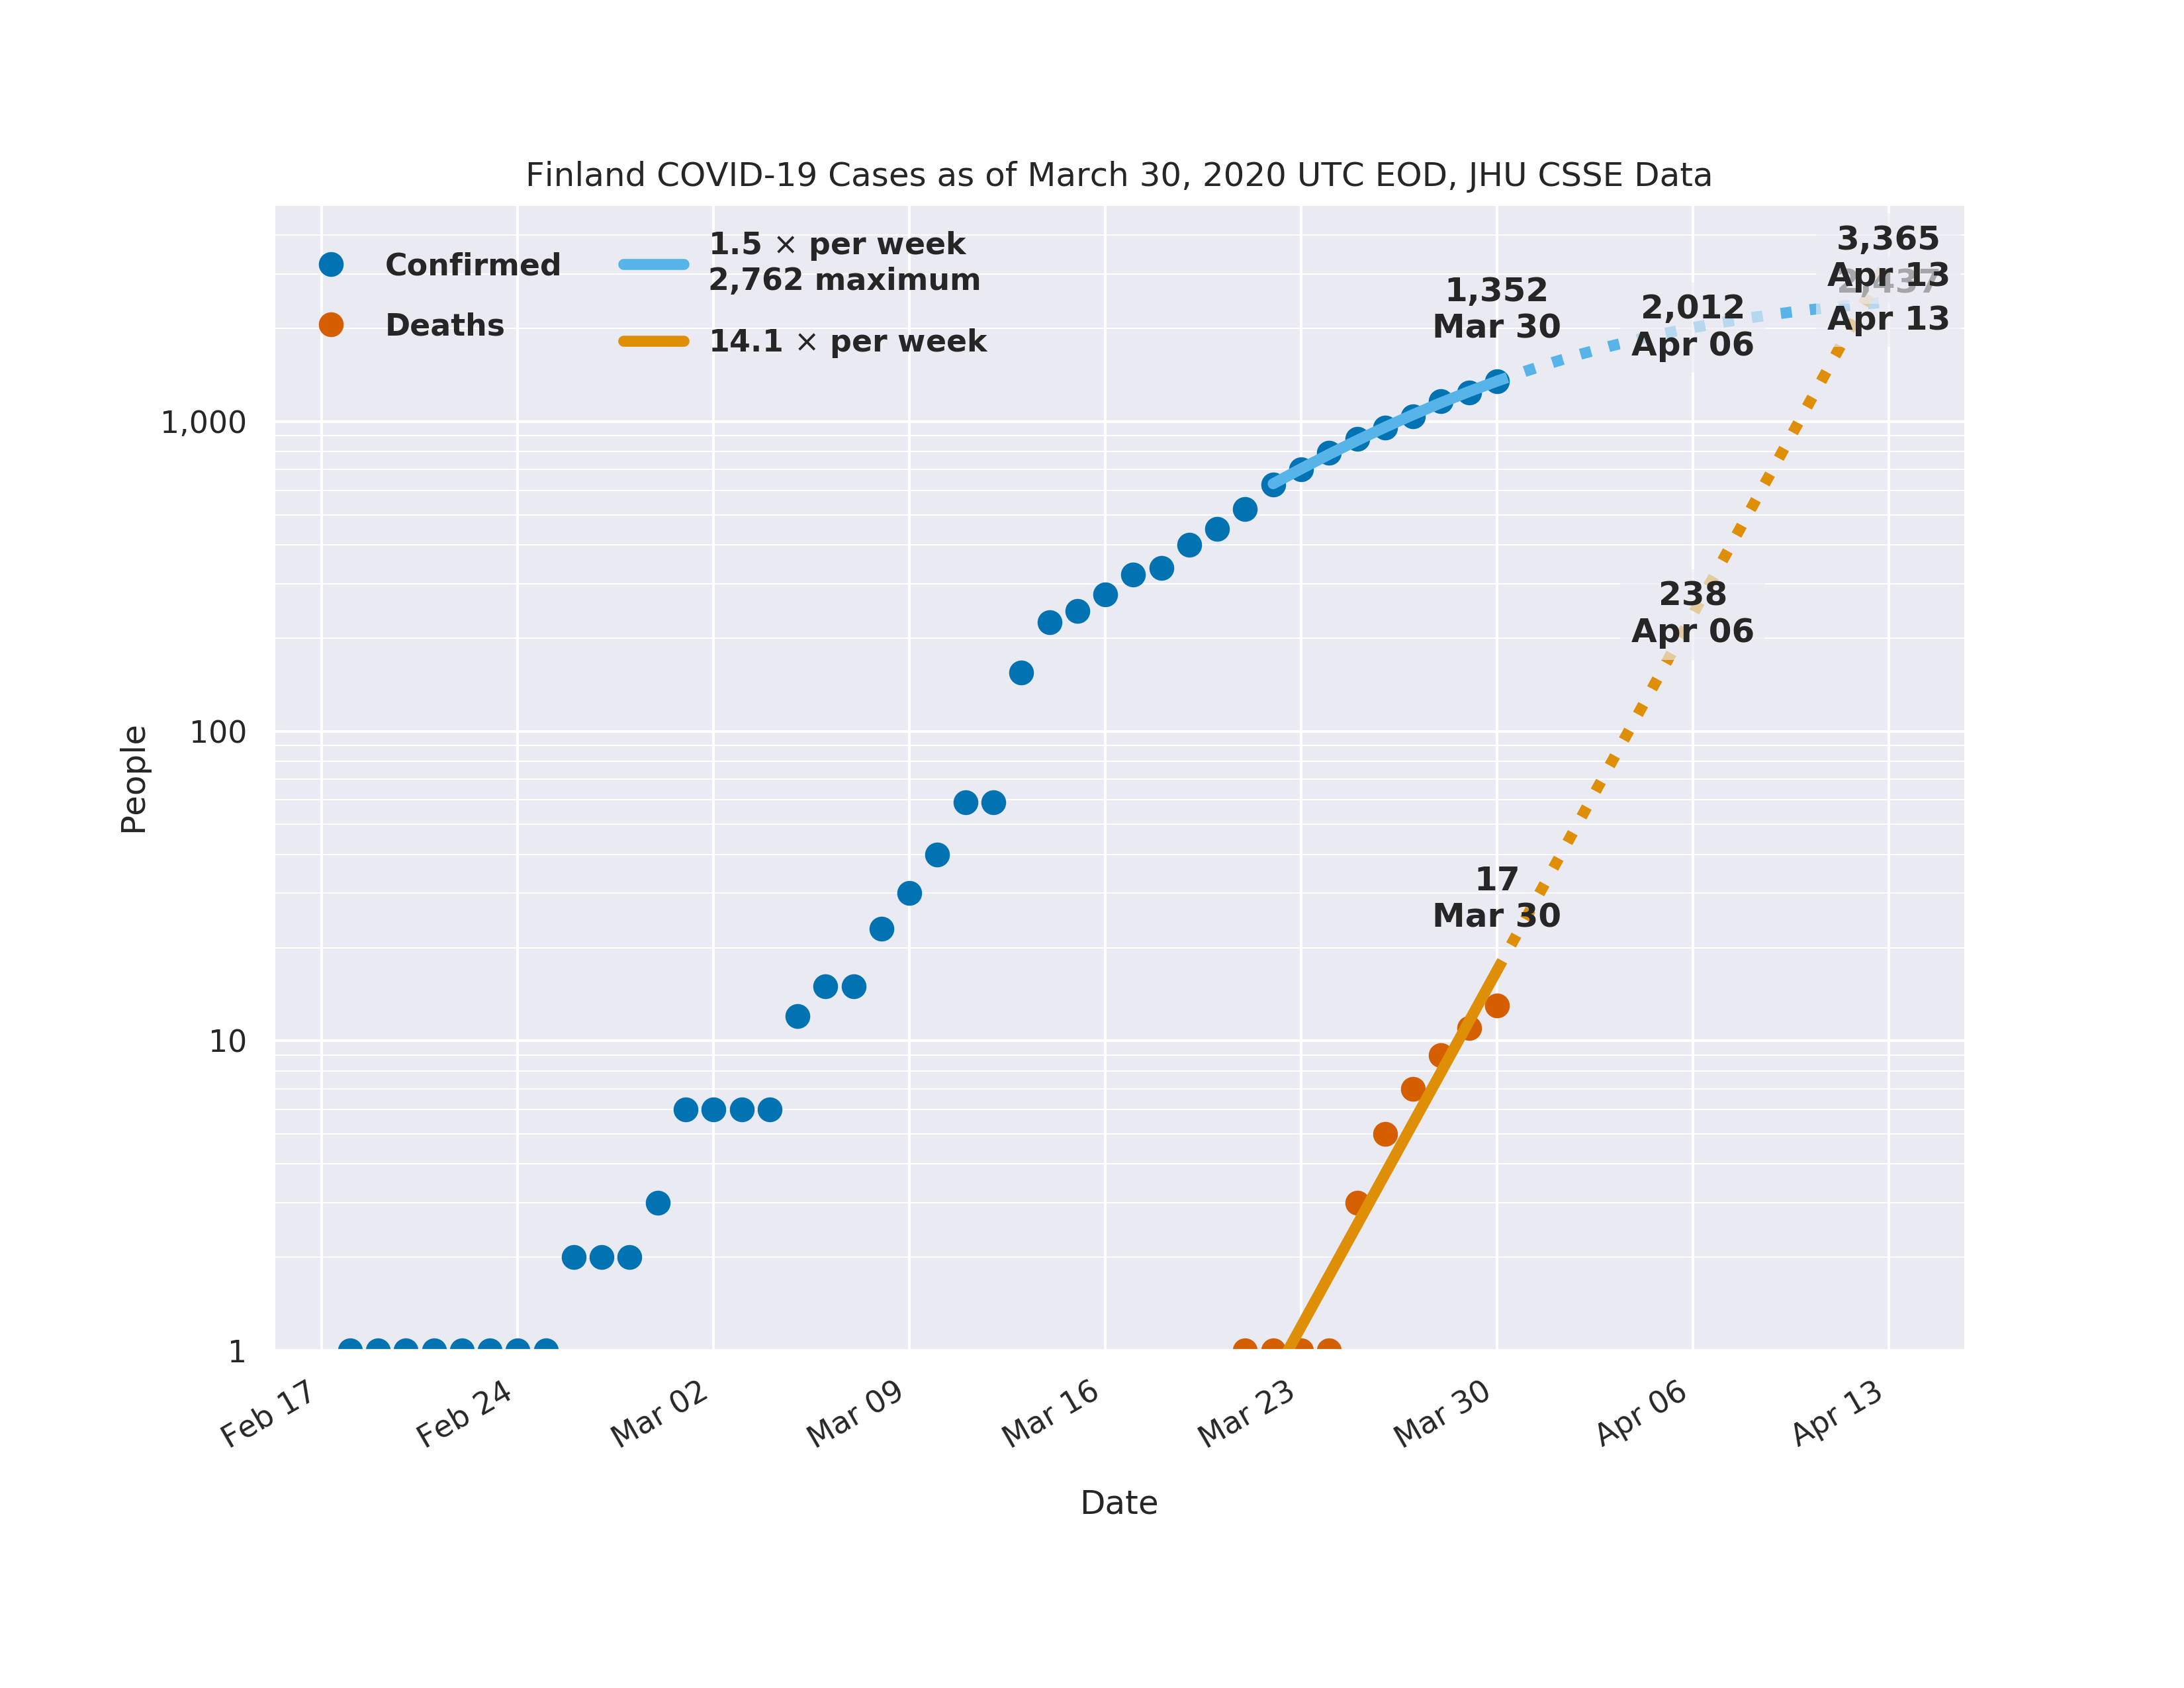 Finland COVID-19 Cases as of March 30, 2020 UTC EOD, JHU CSSE Data
Confirmed
Deaths
1.5 × per week
2,762 maximum
14.1 × per week
1,352
Mar 30
2,012
Apr 06
3,365
Apr 13
2,437
Apr 13
238
Apr 06
17
Mar 30
People
1,000
100
10
1
Feb 17
Feb 24
Mar 02
Mar 09
Mar 16
Mar 23
Mar 30
Apr 06
Apr 13
Date